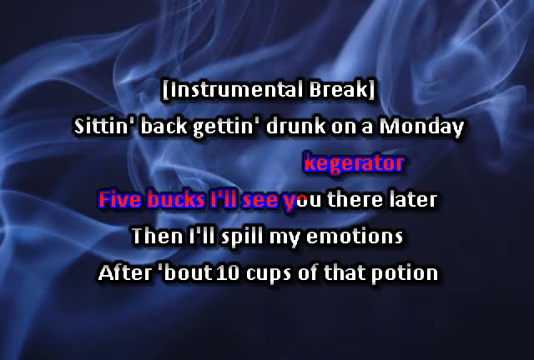 [Instrumental Break]
Sittin' back gettin' drunk on a Monday
kegerator
Five bucks I'll see you there later
Then I'll spill my emotions
After 'bout 10 cups of that potion